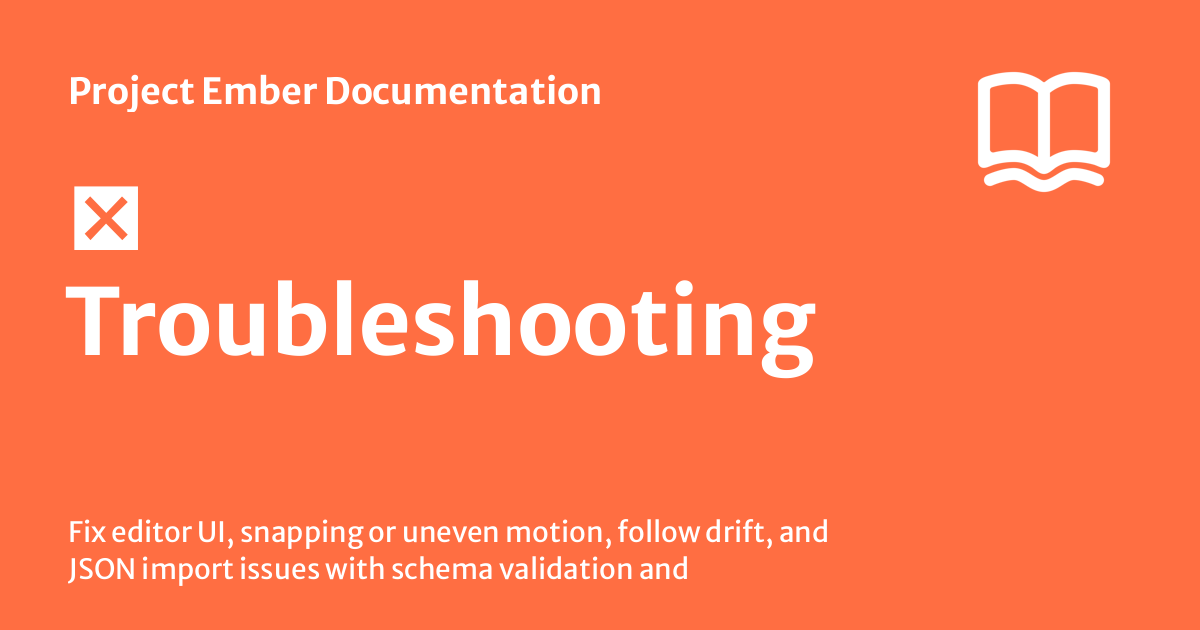 Project Ember Documentation
Troubleshooting
Fix editor UI, snapping or uneven motion, follow drift, and
JSON import issues with schema validation and